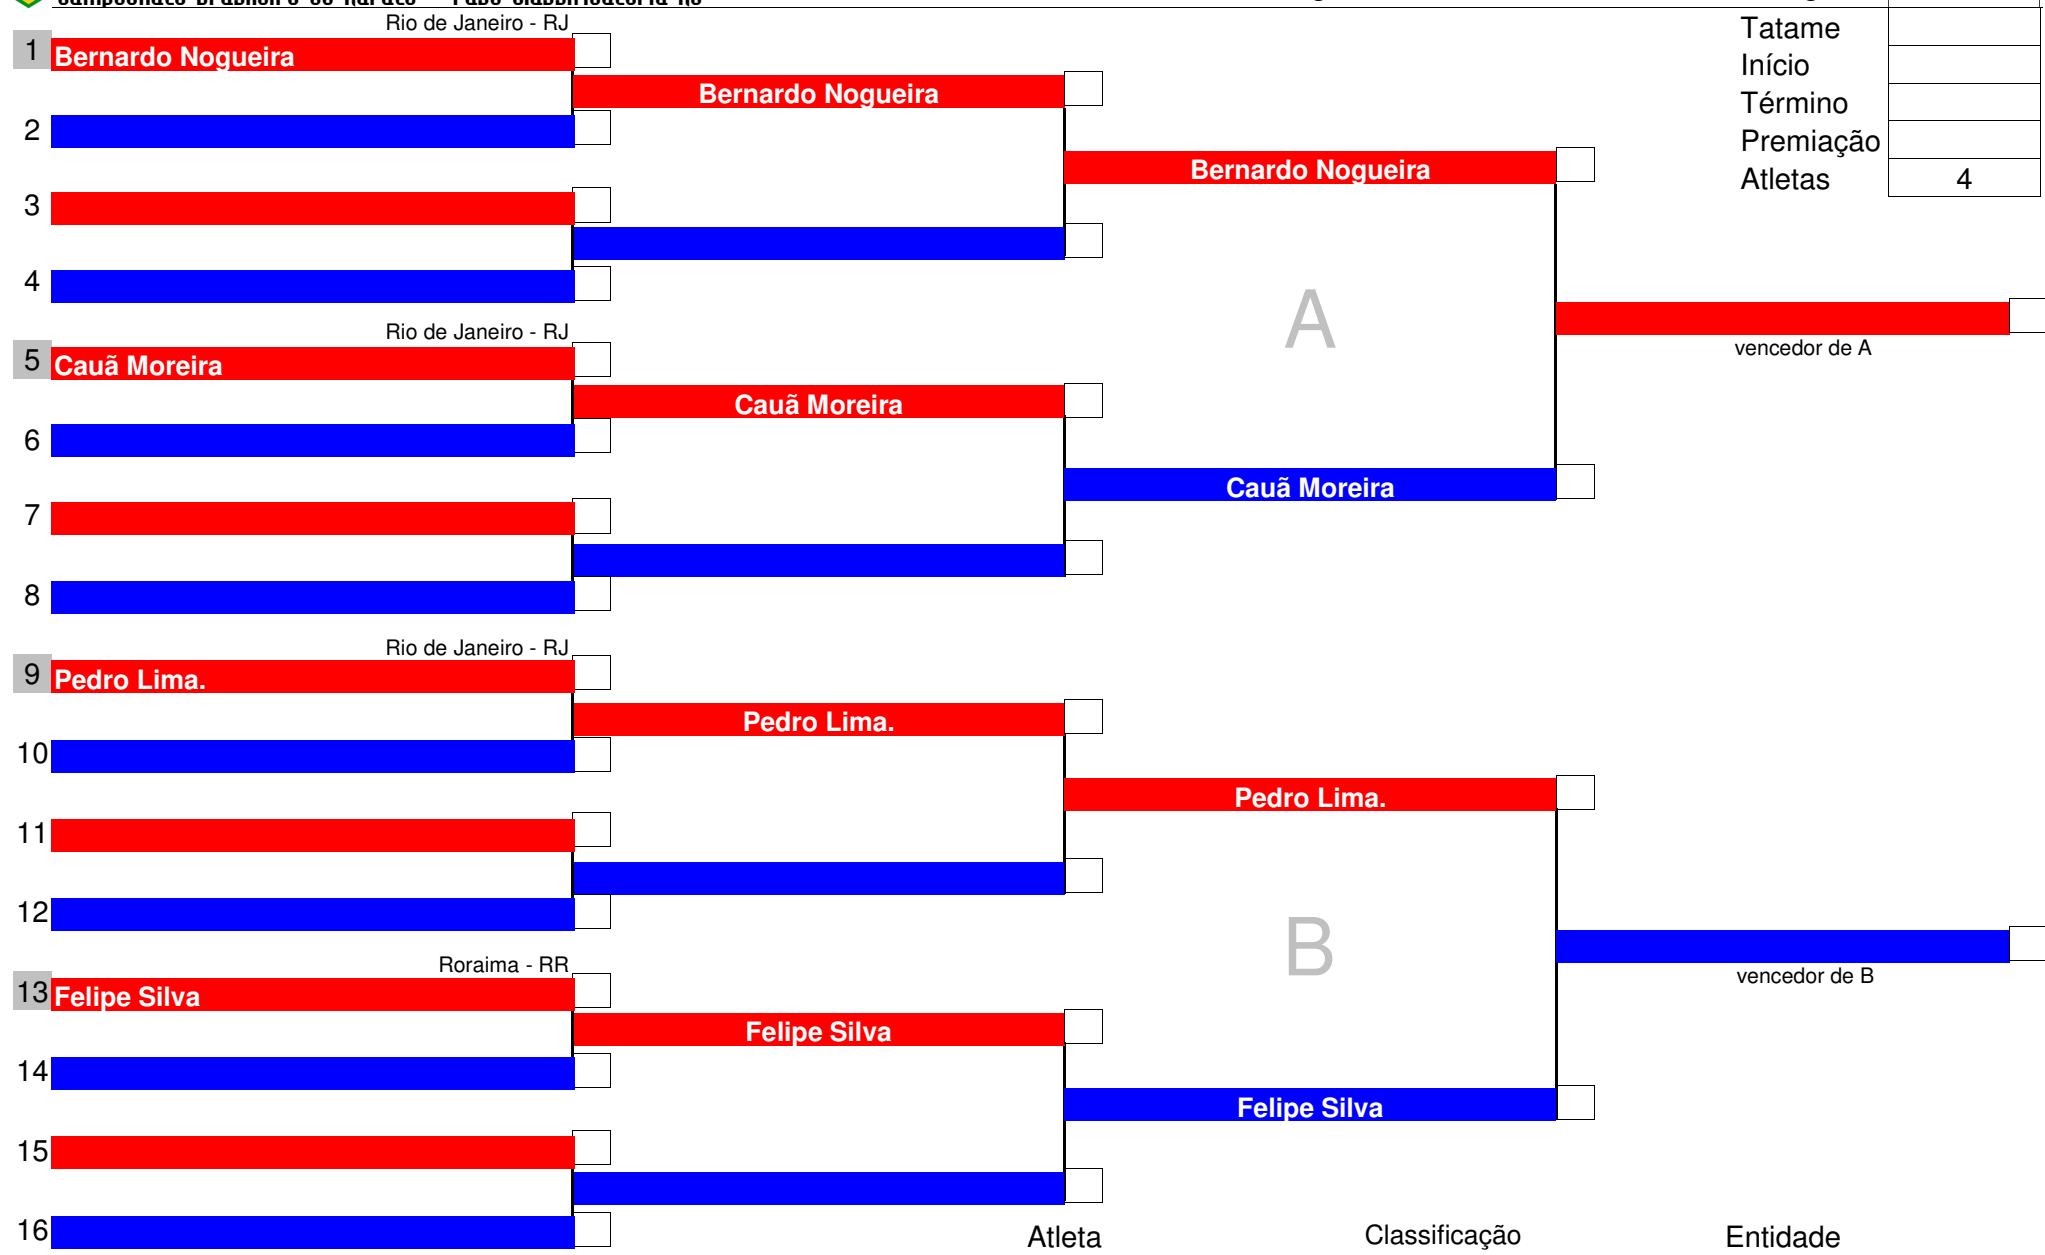 Rio de Janeiro - RJ
1 Bernardo Nogueira
Bernardo Nogueira
2
Bernardo Nogueira
3
4
Tatame
Início
Término
Premiação
Atletas 4
A
vencedor de A
Rio de Janeiro - RJ
5 Cauã Moreira
Cauã Moreira
6
Cauã Moreira
7
8
Rio de Janeiro - RJ
9 Pedro Lima.
Pedro Lima.
10
Pedro Lima.
11
12
B
vencedor de B
Roraima - RR
13 Felipe Silva
Felipe Silva
14
Felipe Silva
15
16
Atleta Classificação Entidade